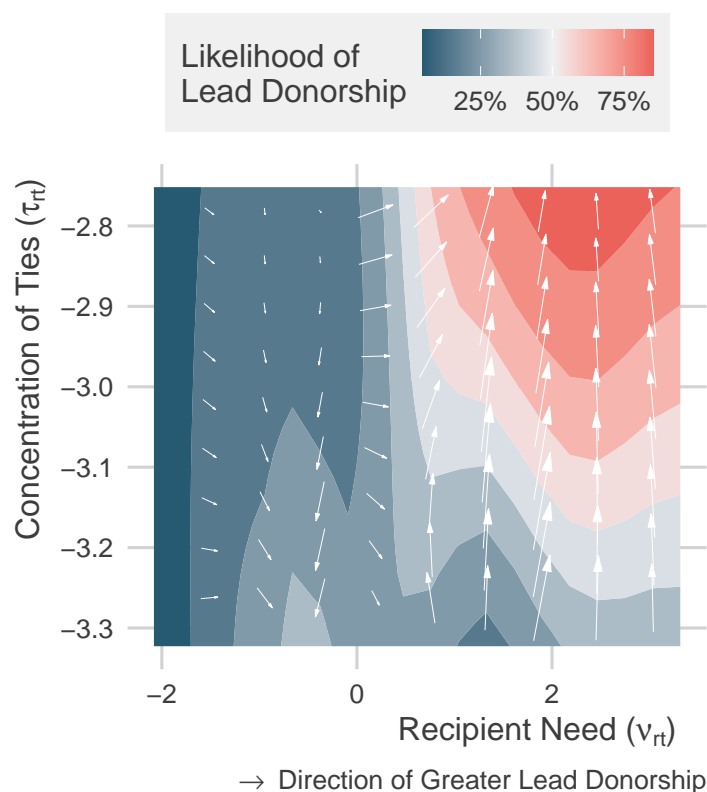 Likelihood of
Lead Donorship
25% 50% 75%
Concentration of Ties (τrt)
−2.8
−2.9
−3.0
−3.1
−3.2
−3.3
−2 0 2
Recipient Need (νrt)
→ Direction of Greater Lead Donorship